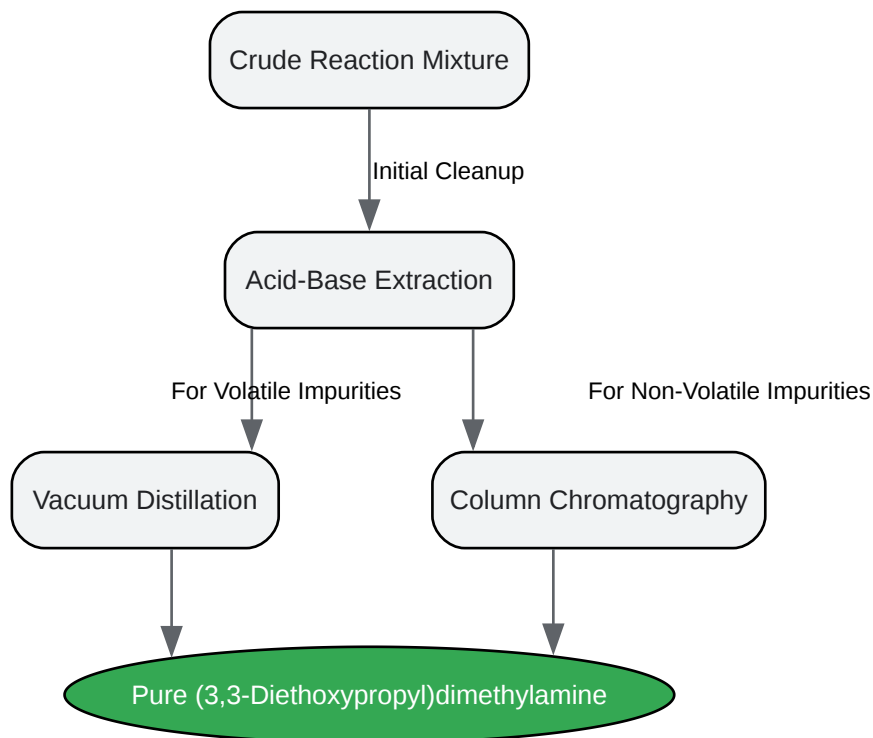 Crude Reaction Mixture
Initial Cleanup
Acid-Base Extraction
For Volatile Impurities
For Non-Volatile Impurities
Vacuum Distillation
Column Chromatography
Pure (3,3-Diethoxypropyl)dimethylamine